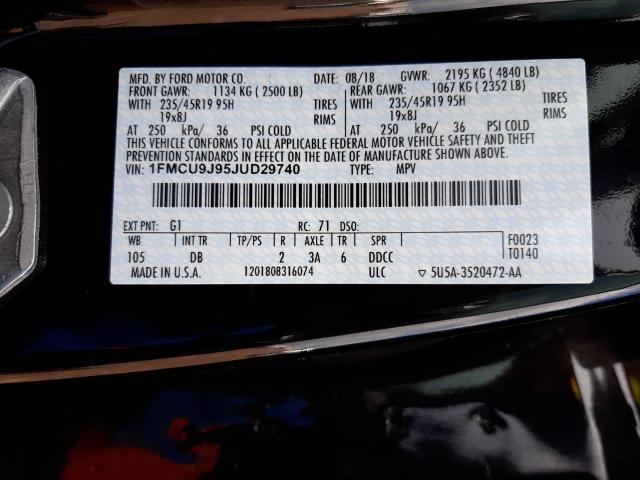 MFD. BY FORD MOTOR CO. DATE: 08/18 GVWR: 2195 KG ( 4840 LB)
FRONT GAWR: 1134 KG ( 2500 LB) REAR GAWR: 1067 KG ( 2352 LB)
WITH 235/45R19 95H TIRES WITH 235/45R19 95H TIRES
19x8J RIMS 19x8J RIMS
AT 250 kPa/ 36 PSI COLD AT 250 kPa/ 36 PSI COLD
THIS VEHICLE CONFORMS TO ALL APPLICABLE FEDERAL MOTOR VEHICLE SAFETY AND THEFT
PREVENTION STANDARDS IN EFFECT ON THE DATE OF MANUFACTURE SHOWN ABOVE.
VIN: 1FMCU9J95JUD29740 TYPE: MPV
EXT PNT: G1 RC: 71 DSO:
WB INT TR TP/PS R AXLE TR SPR F0023
105 DB 2 3A 6 DDCC T0140
MADE IN U.S.A. 1201808316074 ULC ▽ 5U5A-3520472-AA